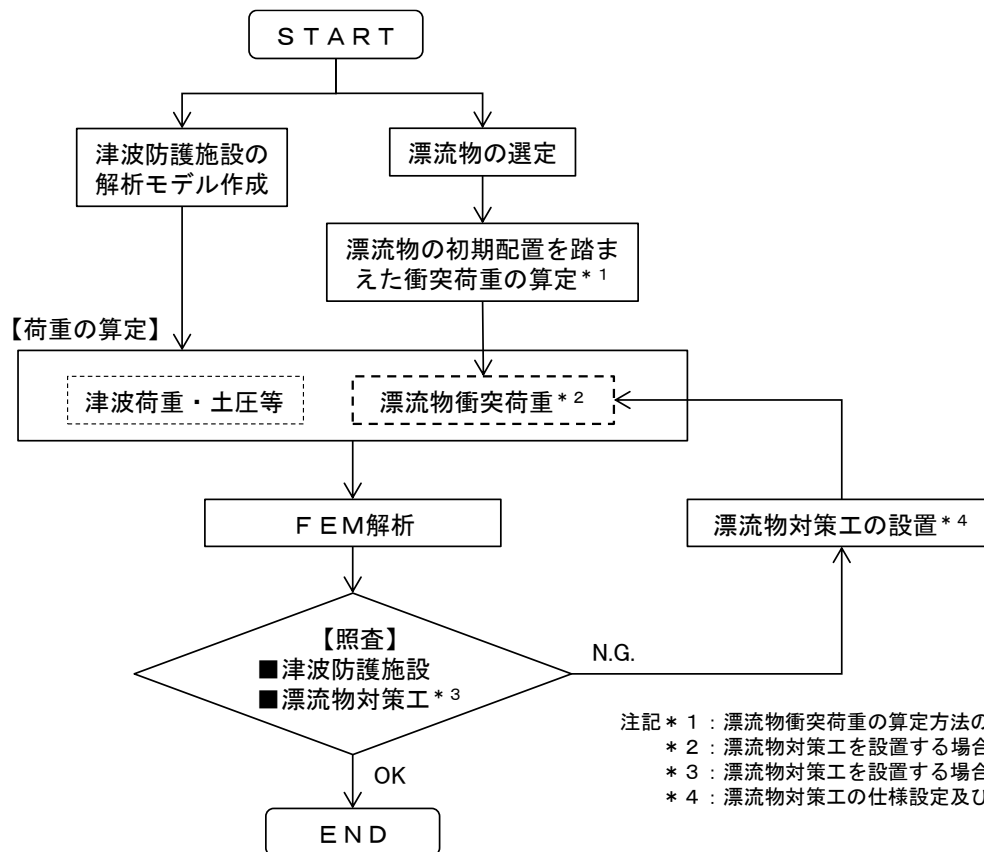 START
津波防護施設の
解析モデル作成
漂流物の選定
漂流物の初期配置を踏ま
えた衝突荷重の算定*1
【荷重の算定】
津波荷重・土圧等
漂流物衝突荷重*2
FEM解析
漂流物対策工の設置*4
【照査】
■津波防護施設
■漂流物対策工*3
N.G.
OK
END
注記*1:漂流物衝突荷重の算定方法の
*2:漂流物対策工を設置する場合
*3:漂流物対策工を設置する場合
*4:漂流物対策工の仕様設定及び